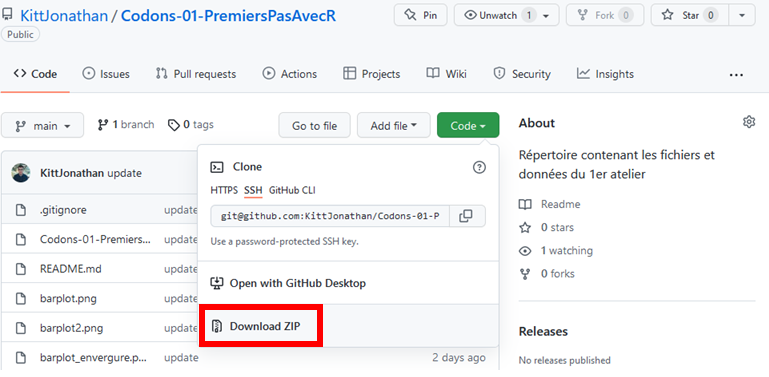 KittJonathan / Codons-01-PremiersPasAvecR
Pin
Unwatch 1
Fork 0
Star 0
Public
Code
Issues
Pull requests
Actions
Projects
Wiki
Security
Insights
main
1 branch
0 tags
Go to file
Add file
Code
KittJonathan update
.gitignore
update
Codons-01-Premiers...
update
README.md
update
barplot.png
update
barplot2.png
update
barplot_envergure.p...
update
2 days ago
Clone
HTTPS SSH GitHub CLI
git@github.com:KittJonathan/Codons-01-P
Use a password-protected SSH key.
Open with GitHub Desktop
Download ZIP
About
Répertoire contenant les fichiers et
données du 1er atelier
Readme
0 stars
1 watching
0 forks
Releases
No releases published